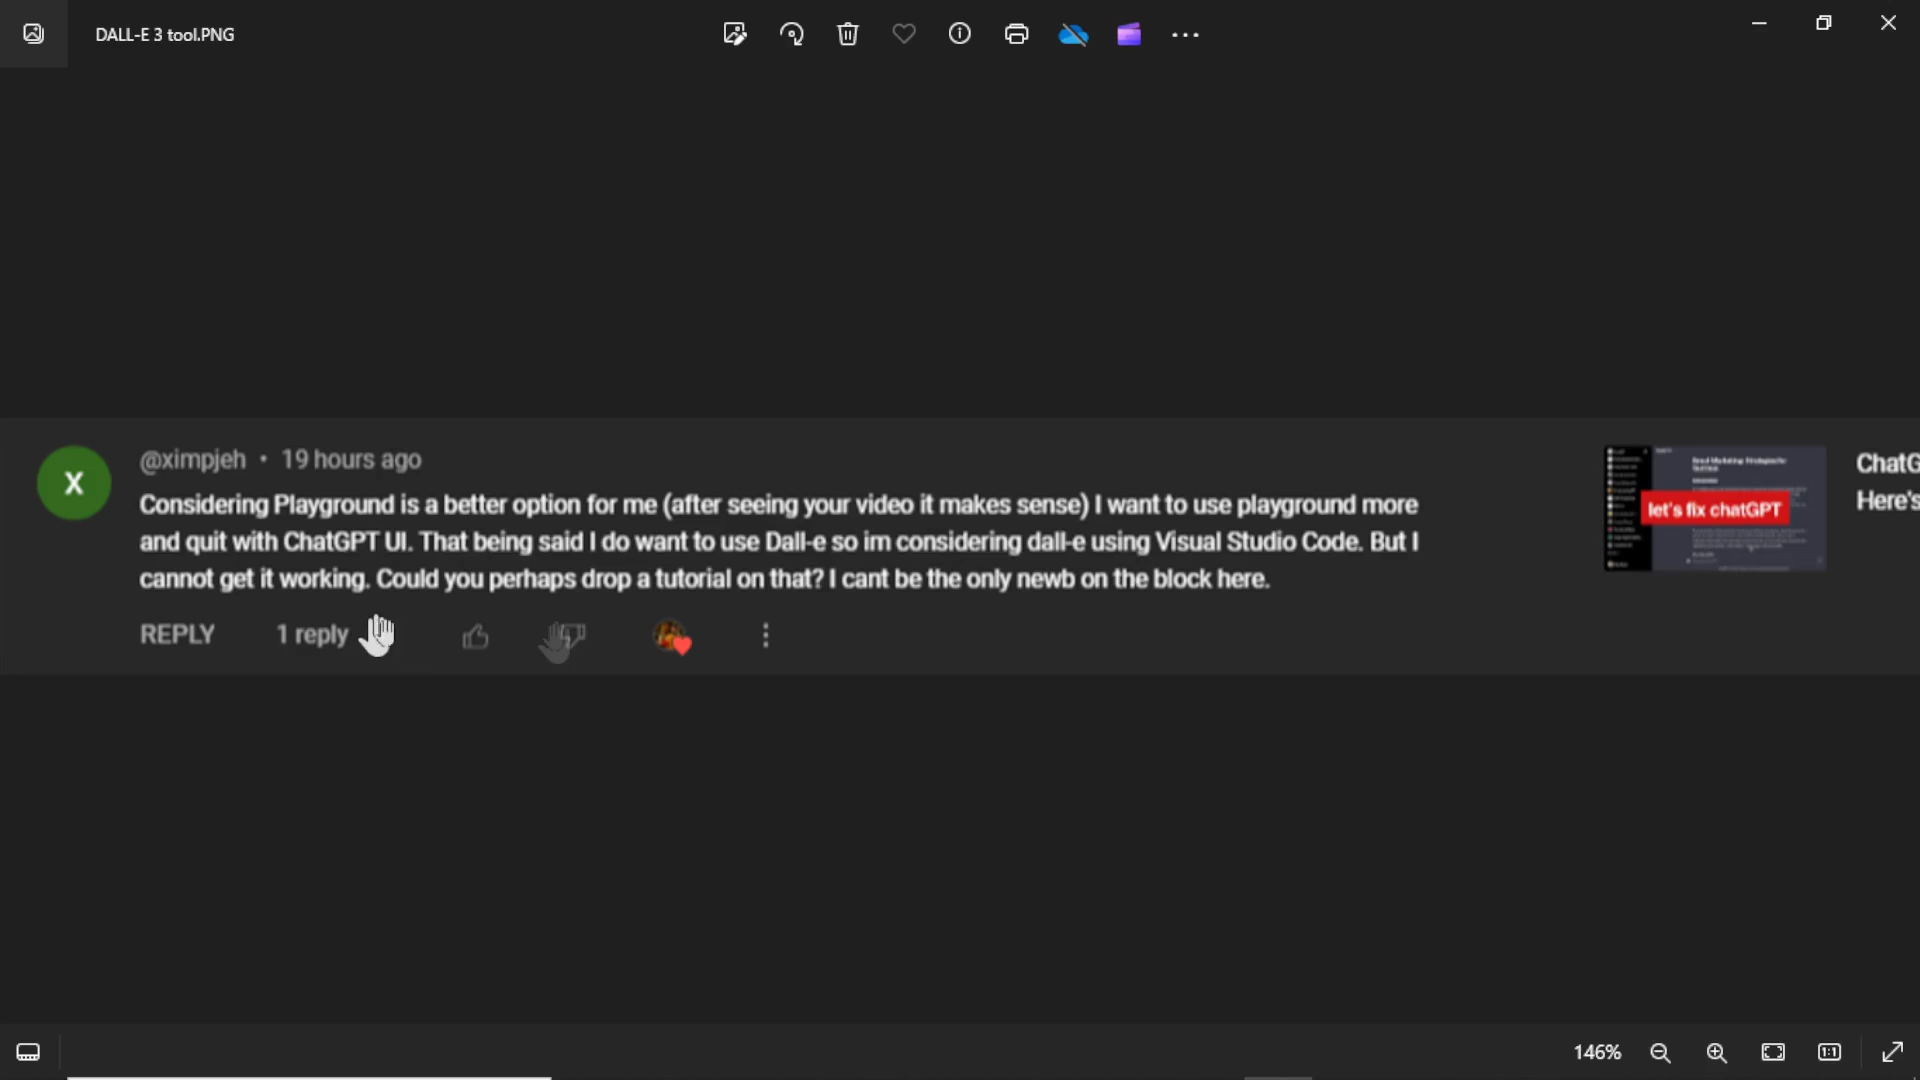 DALL-E 3 tool.PNG
X
@ximpjeh • 19 hours ago
Considering Playground is a better option for me (after seeing your video it makes sense) I want to use playground more
and quit with ChatGPT UI. That being said I do want to use Dall-e so im considering dall-e using Visual Studio Code. But I
cannot get it working. Could you perhaps drop a tutorial on that? I cant be the only newb on the block here.
REPLY 1 reply
let's fix chatGPT
ChatG
Here's
146%
1:1